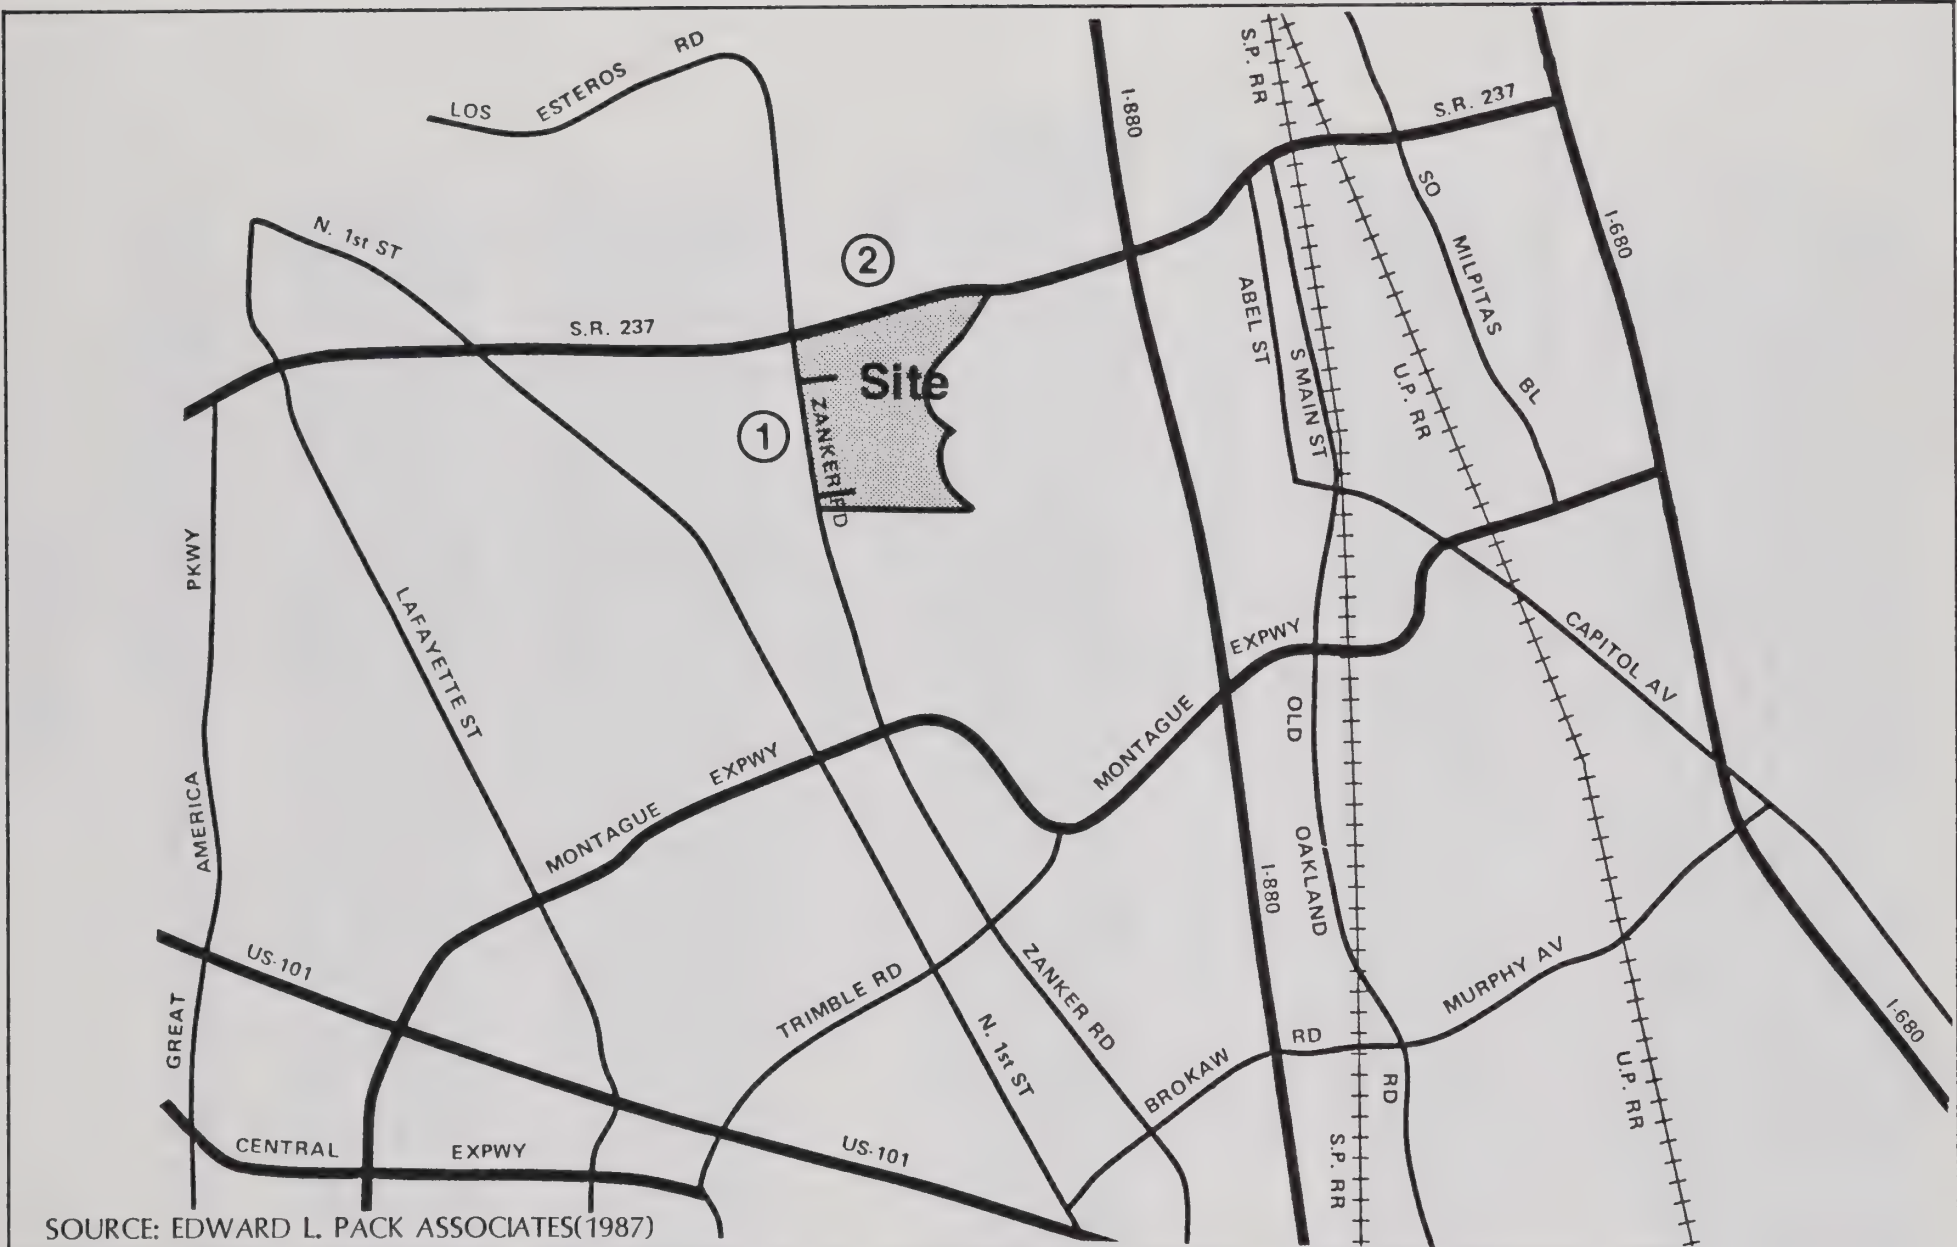 LOS ESTEROS RD
N. 1st ST
I-880
S.P. RR
S.R. 237
SO MILPITAS BL
I-680
2
S.R. 237
Site
1
ZANKER RD
ABEL ST
S MAIN ST
U.P. RR
PKWY
LAFAYETTE ST
EXPWY
CAPITOL AV
MONTAGUE
OLD
EXPWY
MONTAGUE
AMERICA
OAKLAND
I-880
US-101
TRIMBLE RD
ZANKER RD
MURPHY AV
GREAT
N. 1st ST
RD
BROKAW
I-680
RD
U.P. RR
CENTRAL EXPWY
US-101
S.P. RR
SOURCE: EDWARD L. PACK ASSOCIATES(1987)